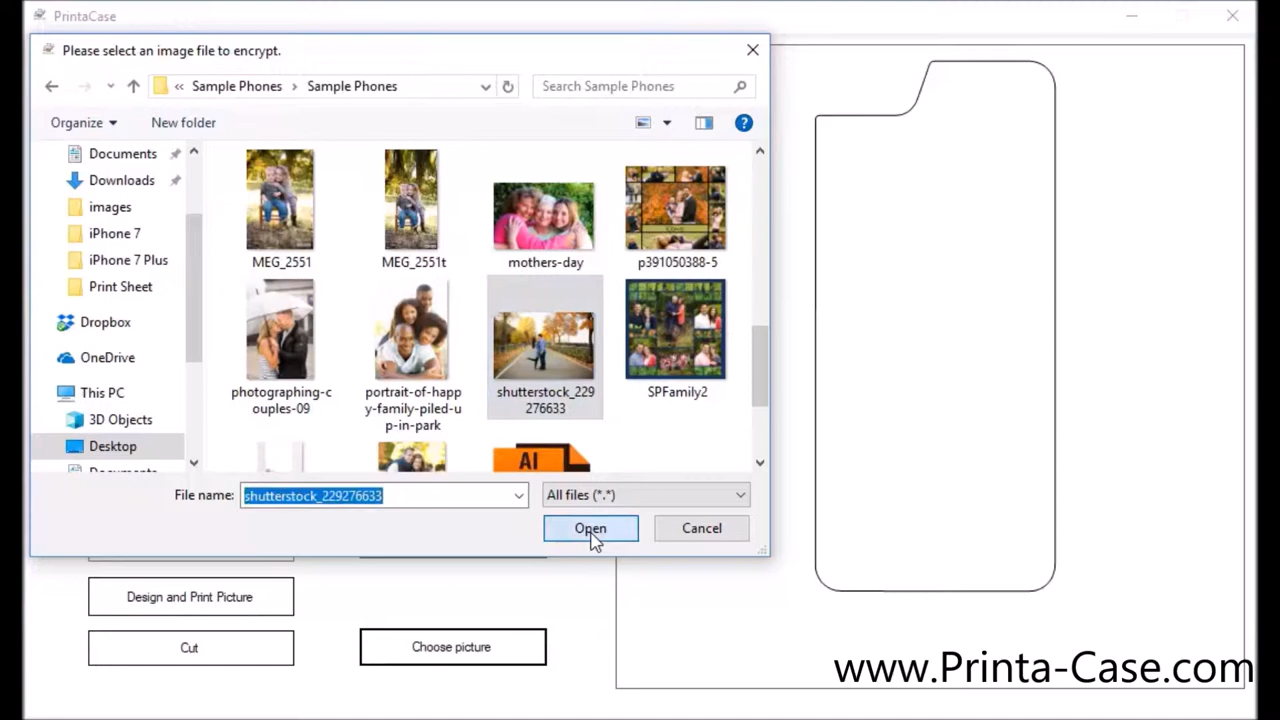 PrintaCase
Please select an image file to encrypt.
« Sample Phones > Sample Phones
Search Sample Phones
Organize
New folder
Documents
Downloads
images
iPhone 7
iPhone 7 Plus
Print Sheet
Dropbox
OneDrive
This PC
3D Objects
Desktop
Documents
MEG_2551
MEG_2551t
mothers-day
p391050388-5
photographing-c
ouples-09
portrait-of-happ
y-family-piled-u
p-in-park
shutterstock_229
276633
SPFamily2
AI
File name: shutterstock_229276633
All files (*.*)
Open
Cancel
Design and Print Picture
Cut
Choose picture
www.Printa-Case.com